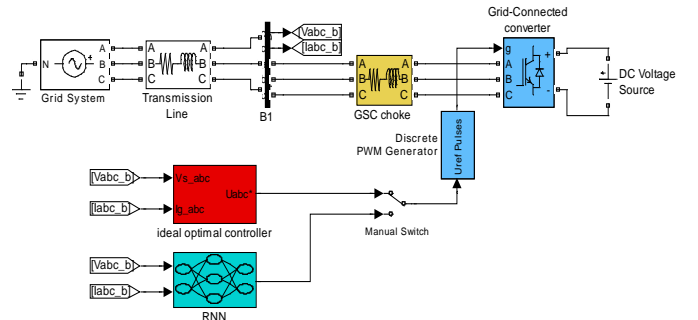 Grid-Connected
converter
[Vabc_b]
[Iabc_b]
N
A
B
C
A
B
C
A
B
C
A
B
C
A
B
C
g
A
B
C
+
-
DC Voltage
Source
Grid System
Transmission
Line
B1
GSC choke
Discrete
PWM Generator
Uref Pulses
[Vabc_b]
Vs_abc
Uabc*
[Iabc_b]
Ig_abc
ideal optimal controller
Manual Switch
[Vabc_b]
[Iabc_b]
RNN